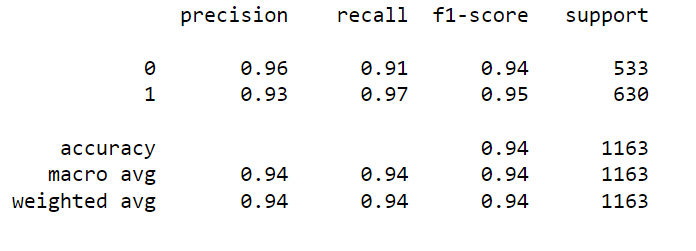 precision recall f1-score support
0 0.96 0.91 0.94 533
1 0.93 0.97 0.95 630
accuracy 0.94 1163
macro avg 0.94 0.94 0.94 1163
weighted avg 0.94 0.94 0.94 1163